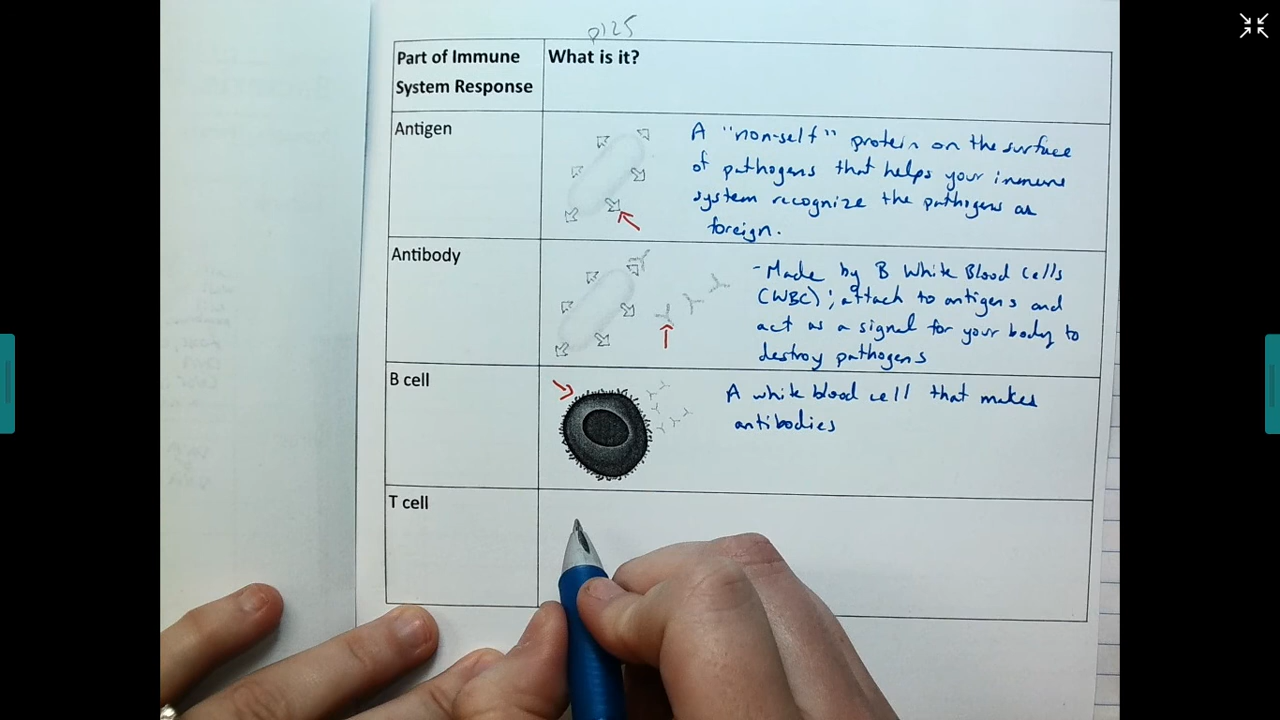 p125
Part of Immune
System Response
What is it?
Antigen
A "non-self" protein on the surface
of pathogens that helps your immune
system recognize the pathogens as
foreign.
Antibody
-Made by B White Blood Cells
(WBC); attach to antigens and
act as a signal for your body to
destroy pathogens
B cell
A white blood cell that makes
antibodies
T cell